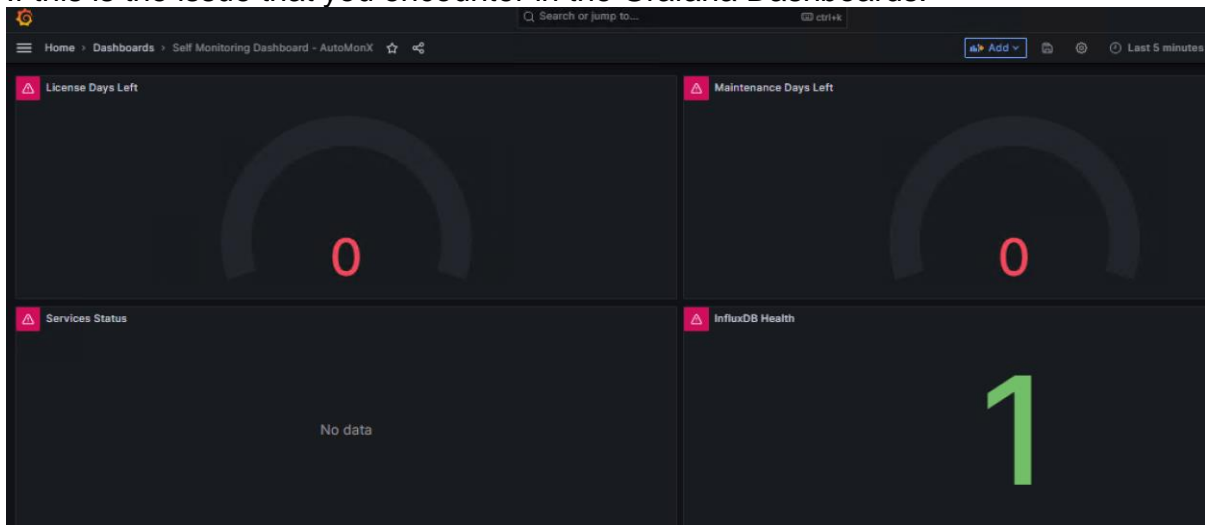 If this is the issue that you encounter in the Grafana Dashboards:
Search or jump to... ctrl+k
Home › Dashboards › Self Monitoring Dashboard - AutoMonX Add Last 5 minutes
License Days Left Maintenance Days Left
0 0
Services Status InfluxDB Health
No data 1